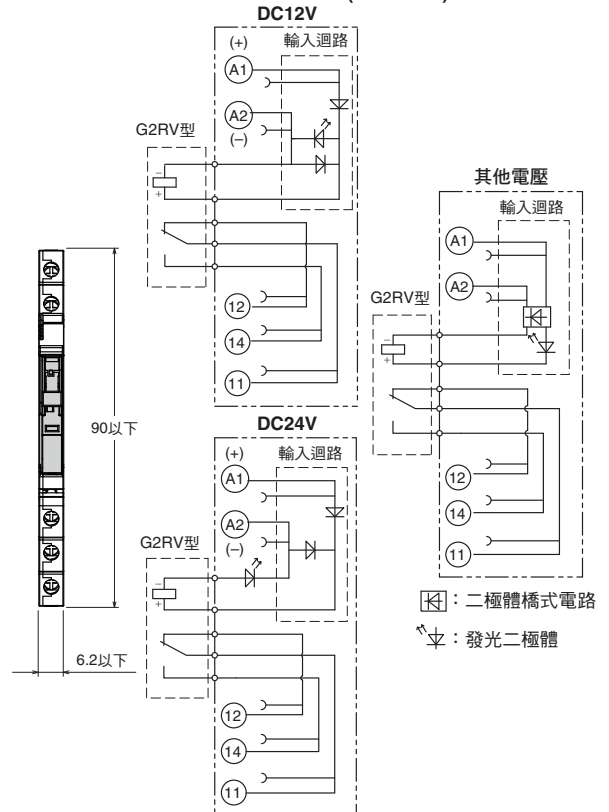 DC12V
(+)
輸入迴路
A1
A2
(−)
G2RV型
−
+
12
14
11
90以下
6.2以下
DC24V
(+)
輸入迴路
A1
A2
(−)
G2RV型
−
+
12
14
11
其他電壓
輸入迴路
A1
A2
G2RV型
−
+
12
14
11
：二極體橋式電路
：發光二極體